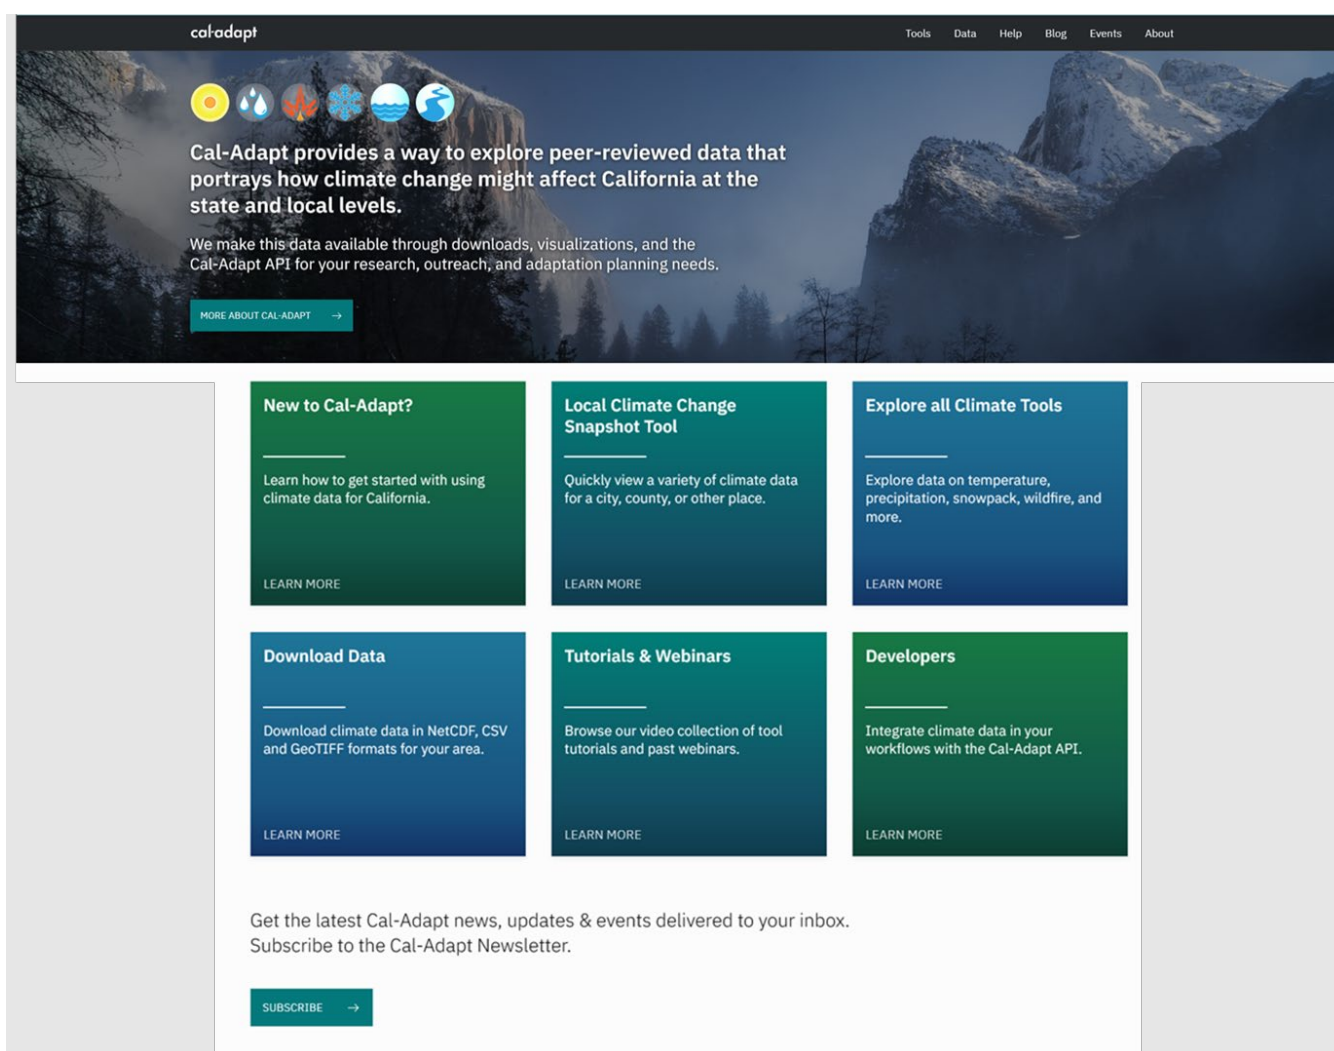 cal-adapt
Tools Data Help Blog Events About
Cal-Adapt provides a way to explore peer-reviewed data that
portrays how climate change might affect California at the
state and local levels.
We make this data available through downloads, visualizations, and the
Cal-Adapt API for your research, outreach, and adaptation planning needs.
MORE ABOUT CAL-ADAPT →
New to Cal-Adapt?
Learn how to get started with using
climate data for California.
LEARN MORE
Local Climate Change
Snapshot Tool
Quickly view a variety of climate data
for a city, county, or other place.
LEARN MORE
Explore all Climate Tools
Explore data on temperature,
precipitation, snowpack, wildfire, and
more.
LEARN MORE
Download Data
Download climate data in NetCDF, CSV
and GeoTIFF formats for your area.
LEARN MORE
Tutorials & Webinars
Browse our video collection of tool
tutorials and past webinars.
LEARN MORE
Developers
Integrate climate data in your
workflows with the Cal-Adapt API.
LEARN MORE
Get the latest Cal-Adapt news, updates & events delivered to your inbox.
Subscribe to the Cal-Adapt Newsletter.
SUBSCRIBE →